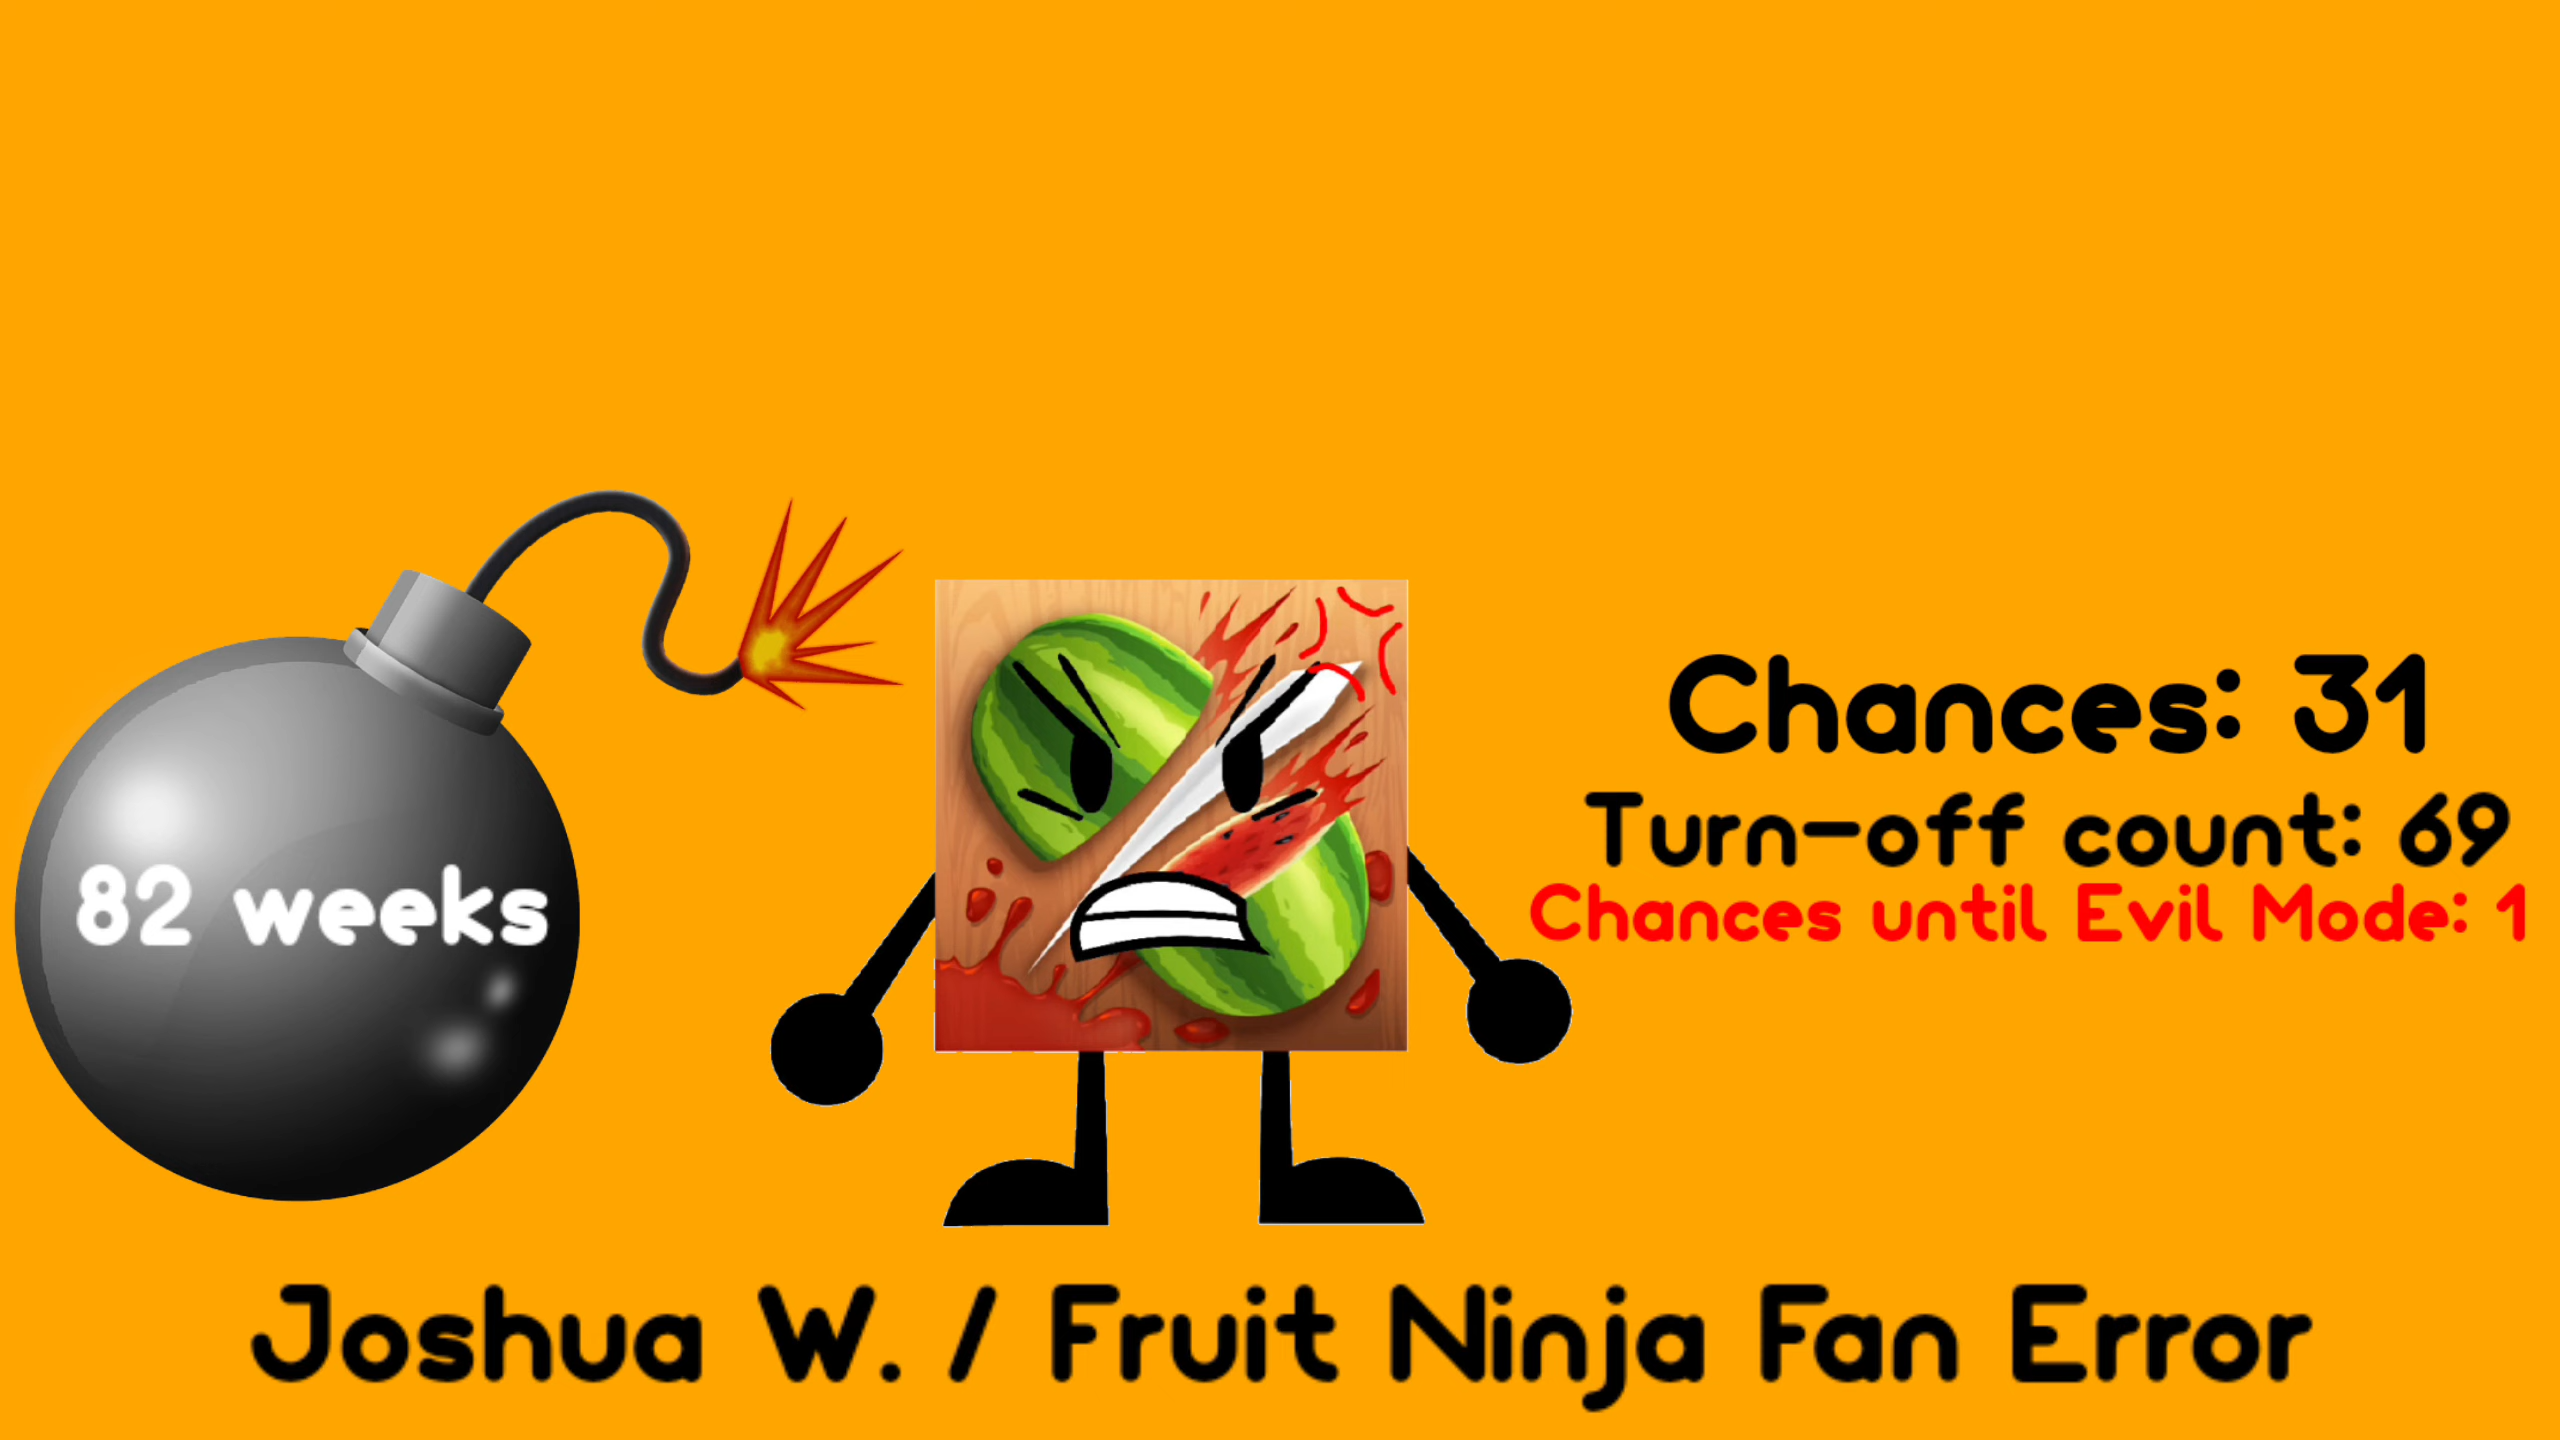 Chances: 31
Turn-off count: 69
Chances until Evil Mode: 1
82 weeks
Joshua W. / Fruit Ninja Fan Error